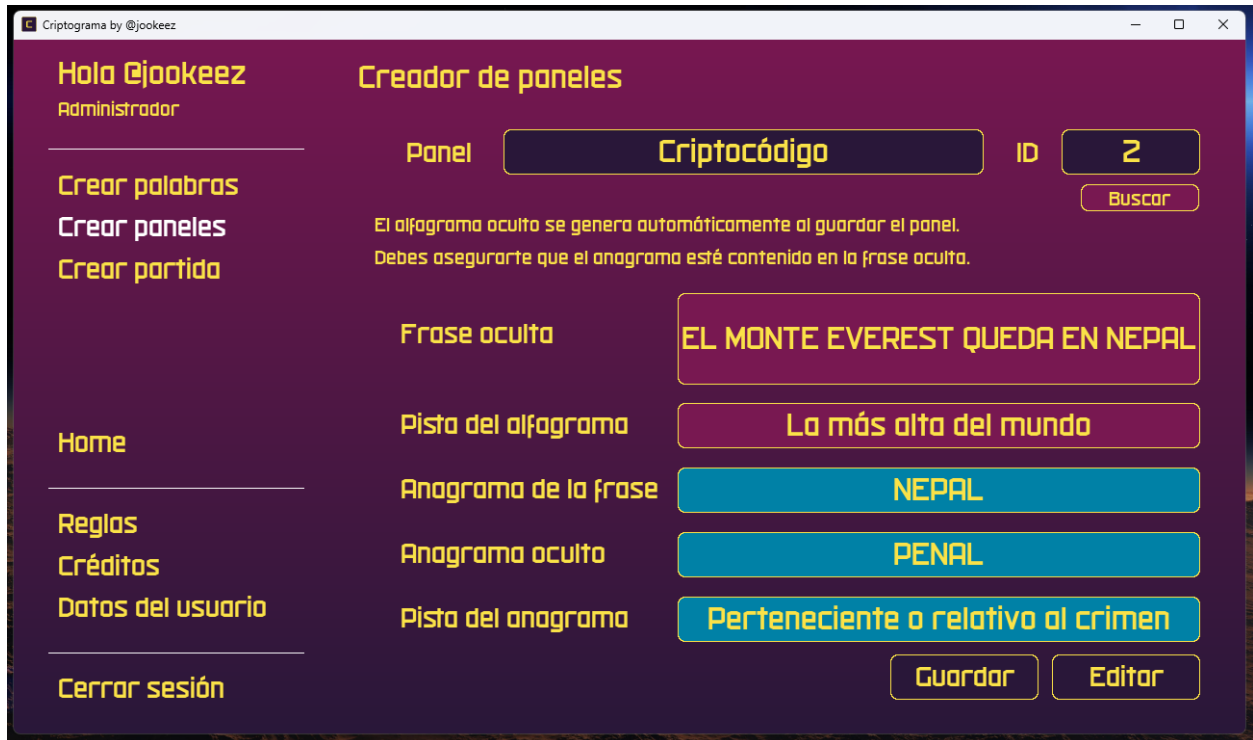 Criptograma by @jookeez
Hola @jookeez
Administrador
Crear palabras
Crear paneles
Crear partida
Home
Reglas
Créditos
Datos del usuario
Cerrar sesión
Creador de paneles
Panel Criptocódigo ID 2
Buscar
El alfagrama oculto se genera automáticamente al guardar el panel.
Debes asegurarte que el anagrama esté contenido en la frase oculta.
Frase oculta EL MONTE EVEREST QUEDA EN NEPAL
Pista del alfagrama La más alta del mundo
Anagrama de la frase NEPAL
Anagrama oculto PENAL
Pista del anagrama Perteneciente o relativo al crimen
Guardar Editar